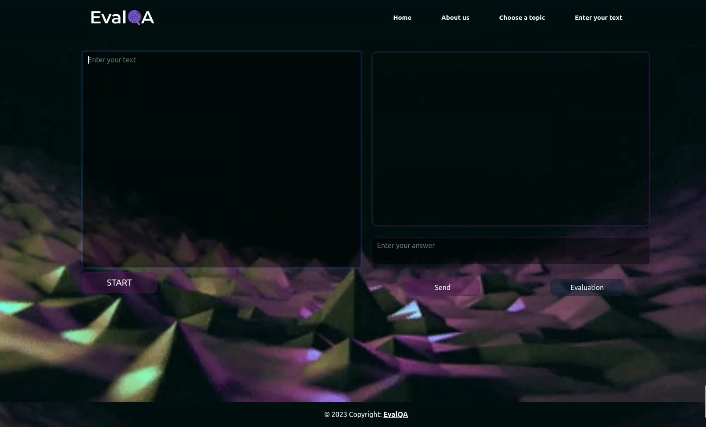 EvalQA
Home
About us
Choose a topic
Enter your text
Enter your text
Enter your answer
START
Send
Evaluation
© 2023 Copyright: EvalQA